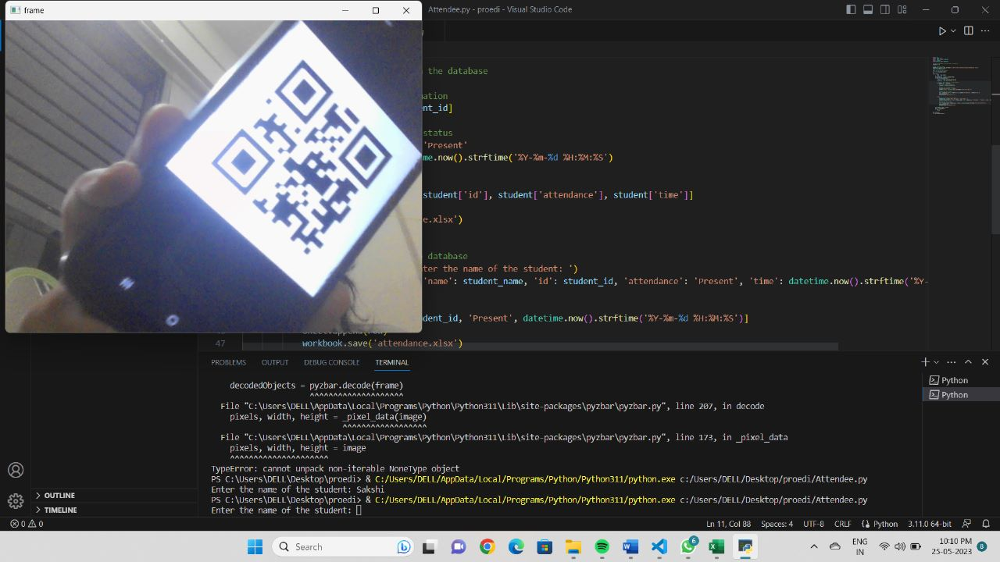 frame
Attendee.py - proedi - Visual Studio Code
the database
ent_id]
status
'Present'
me.now().strftime('%Y-%m-%d %H:%M:%S')
student['id'], student['attendance'], student['time']]
e.xlsx')
database
ter the name of the student: ')
'name': student_name, 'id': student_id, 'attendance': 'Present', 'time': datetime.now().strftime('%Y-
dent_id, 'Present', datetime.now().strftime('%Y-%m-%d %H:%M:%S')]
47 workbook.save('attendance.xlsx')
PROBLEMS OUTPUT DEBUG CONSOLE TERMINAL
decodedObjects = pyzbar.decode(frame)
^^^^^^^^^^^^^^^^^^^^
File "C:\Users\DELL\AppData\Local\Programs\Python\Python311\Lib\site-packages\pyzbar\pyzbar.py", line 207, in decode
pixels, width, height = _pixel_data(image)
^^^^^^^^^^^^^^^^^^
File "C:\Users\DELL\AppData\Local\Programs\Python\Python311\Lib\site-packages\pyzbar\pyzbar.py", line 173, in _pixel_data
pixels, width, height = image
^^^^^^^^^^^^^^^^^^^^^
TypeError: cannot unpack non-iterable NoneType object
PS C:\Users\DELL\Desktop\proedi> & C:/Users/DELL/AppData/Local/Programs/Python/Python311/python.exe c:/Users/DELL/Desktop/proedi/Attendee.py
Enter the name of the student: Sakshi
PS C:\Users\DELL\Desktop\proedi> & C:/Users/DELL/AppData/Local/Programs/Python/Python311/python.exe c:/Users/DELL/Desktop/proedi/Attendee.py
Enter the name of the student:
Python
Python
OUTLINE
TIMELINE
0 0
Ln 11, Col 88 Spaces: 4 UTF-8 CRLF Python 3.11.0 64-bit
Search
6
ENG
IN
10:10 PM
25-05-2023
8